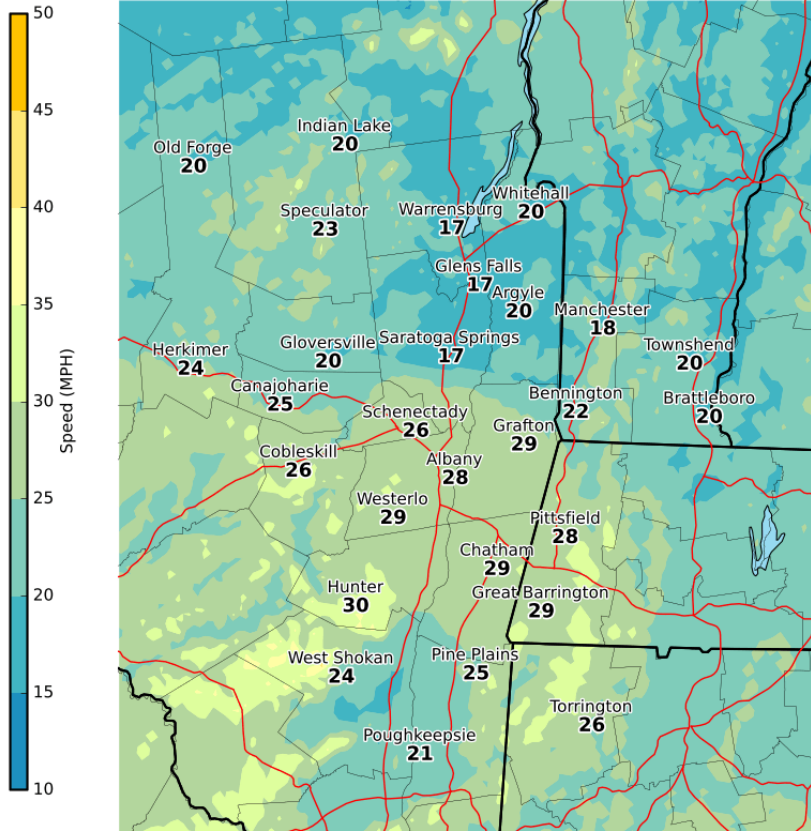 50
45
40
35
30
25
20
15
10
Speed (MPH)
Indian Lake
20
Old Forge
20
Whitehall
20
Speculator
23
Warrensburg
17
Glens Falls
17
Argyle
20
Manchester
18
Saratoga Springs
17
Gloversville
20
Townshend
20
Herkimer
24
Canajoharie
25
Bennington
22
Brattleboro
20
Schenectady
26
Grafton
29
Cobleskill
26
Albany
28
Westerlo
29
Pittsfield
28
Chatham
29
Hunter
30
Great Barrington
29
West Shokan
24
Pine Plains
25
Torrington
26
Poughkeepsie
21